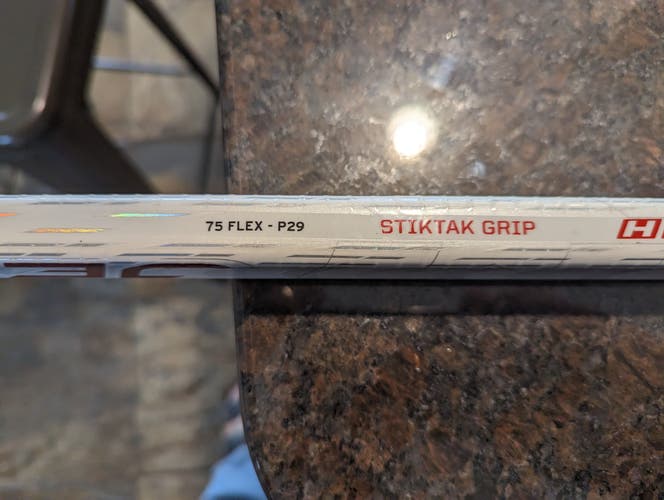 75 FLEX - P29 STIKTAK GRIP